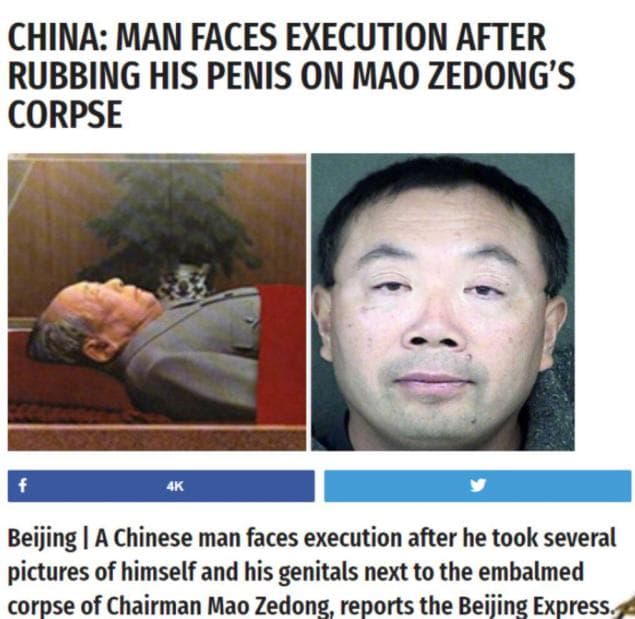 CHINA: MAN FACES EXECUTION AFTER
RUBBING HIS PENIS ON MAO ZEDONG’S
CORPSE
f
4K
Beijing | A Chinese man faces execution after he took several
pictures of himself and his genitals next to the embalmed
corpse of Chairman Mao Zedong, reports the Beijing Express.